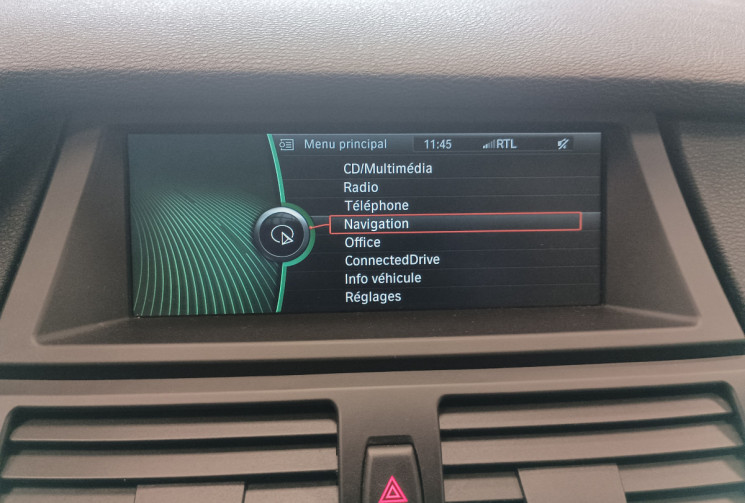 Menu principal 11:45 RTL
CD/Multimédia
Radio
Téléphone
Navigation
Office
ConnectedDrive
Info véhicule
Réglages